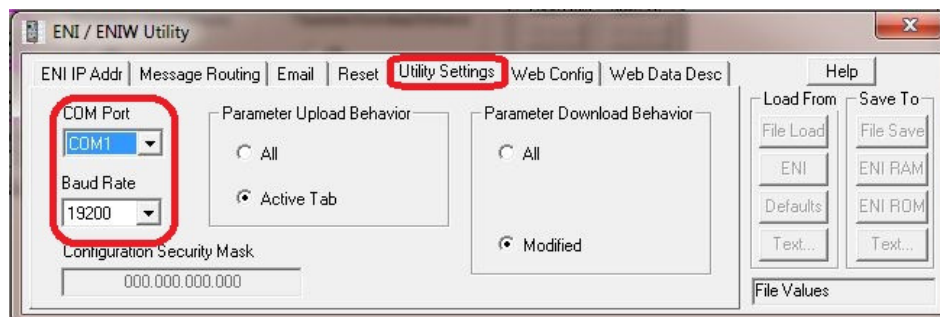 ENI / ENIW Utility
ENI IP Addr Message Routing Email Reset Utility Settings Web Config Web Data Desc Help
COM Port
COM1
Baud Rate
19200
Configuration Security Mask
000.000.000.000
Parameter Upload Behavior
All
Active Tab
Parameter Download Behavior
All
Modified
Load From
File Load
ENI
Defaults
Text...
Save To
File Save
ENI RAM
ENI ROM
Text...
File Values